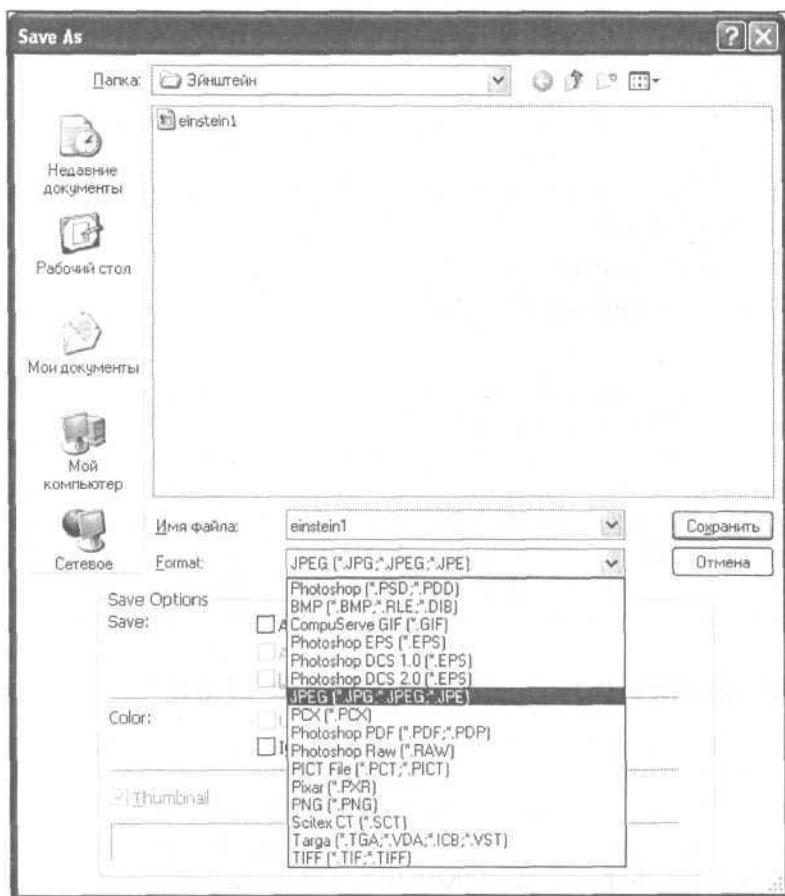 Save As
Папка: Эйнштейн
einstein1
Недавние
документы
Рабочий стол
Мои документы
Мой
компьютер
Сетевое
Имя файла: einstein1 Сохранить
Format: JPEG (*.JPG;*.JPEG;*.JPE) Отмена
Photoshop (*.PSD;*.PDD)
BMP (*.BMP;*.RLE;*.DIB)
CompuServe GIF (*.GIF)
Photoshop EPS (*.EPS)
Photoshop DCS 1.0 (*.EPS)
Photoshop DCS 2.0 (*.EPS)
JPEG (*.JPG;*.JPEG;*.JPE)
PCX (*.PCX)
Photoshop PDF (*.PDF;*.PDP)
Photoshop Raw (*.RAW)
PICT File (*.PCT;*.PICT)
Pixar (*.PXR)
PNG (*.PNG)
Scitex CT (*.SCT)
Targa (*.TGA;*.VDA;*.ICB;*.VST)
TIFF (*.TIF;*.TIFF)
Save Options
Save:
Color:
Thumbnail